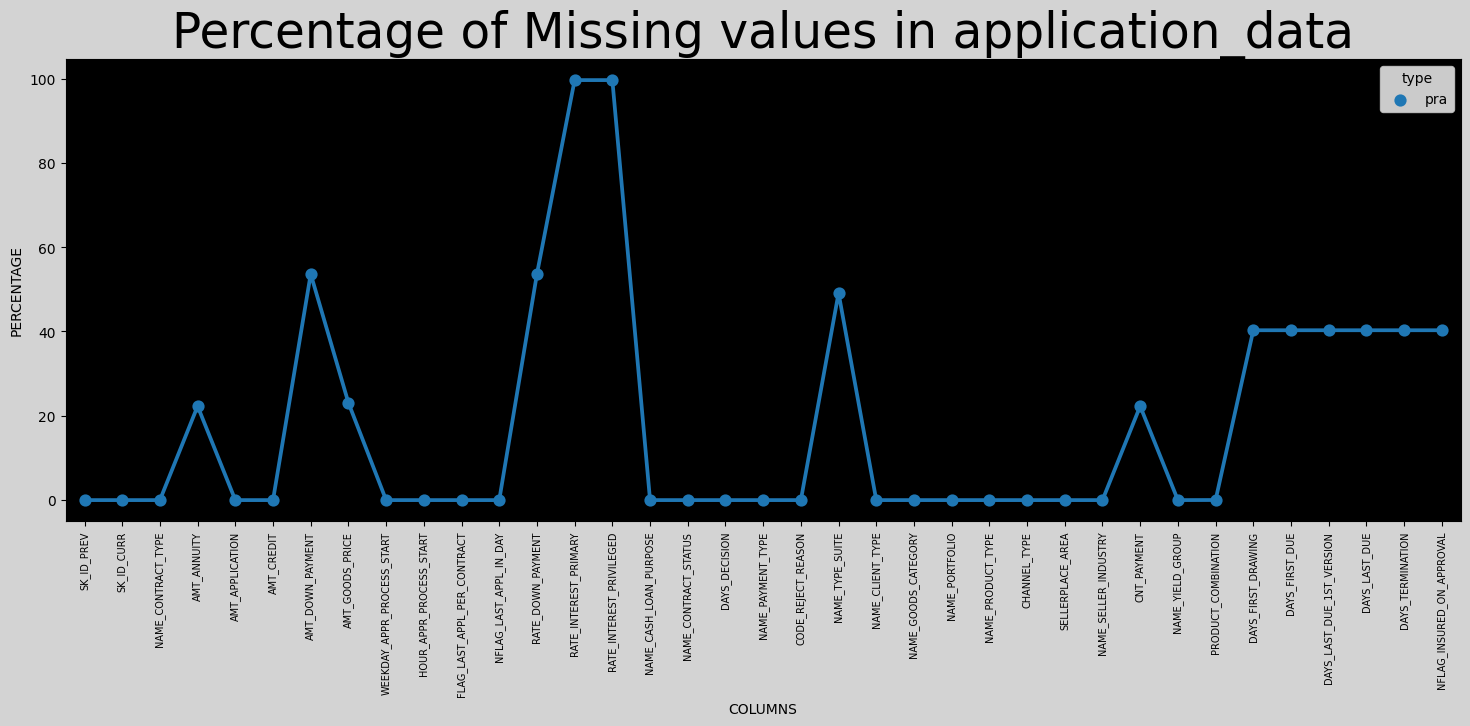 Percentage of Missing values in application_data
type
pra
100
80
60
40
20
0
PERCENTAGE
SK_ID_PREV
SK_ID_CURR
NAME_CONTRACT_TYPE
AMT_ANNUITY
AMT_APPLICATION
AMT_CREDIT
AMT_DOWN_PAYMENT
AMT_GOODS_PRICE
WEEKDAY_APPR_PROCESS_START
HOUR_APPR_PROCESS_START
FLAG_LAST_APPL_PER_CONTRACT
NFLAG_LAST_APPL_IN_DAY
RATE_DOWN_PAYMENT
RATE_INTEREST_PRIMARY
RATE_INTEREST_PRIVILEGED
NAME_CASH_LOAN_PURPOSE
NAME_CONTRACT_STATUS
DAYS_DECISION
NAME_PAYMENT_TYPE
CODE_REJECT_REASON
NAME_TYPE_SUITE
NAME_CLIENT_TYPE
NAME_GOODS_CATEGORY
NAME_PORTFOLIO
NAME_PRODUCT_TYPE
CHANNEL_TYPE
SELLERPLACE_AREA
NAME_SELLER_INDUSTRY
CNT_PAYMENT
NAME_YIELD_GROUP
PRODUCT_COMBINATION
DAYS_FIRST_DRAWING
DAYS_FIRST_DUE
DAYS_LAST_DUE_1ST_VERSION
DAYS_LAST_DUE
DAYS_TERMINATION
NFLAG_INSURED_ON_APPROVAL
COLUMNS